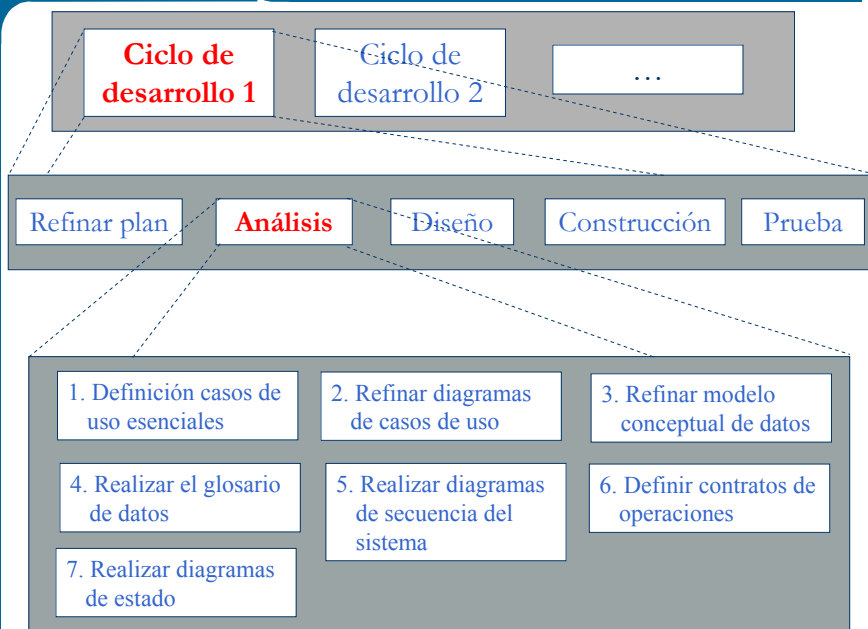 Ciclo de
desarrollo 1
Ciclo de
desarrollo 2
…
Refinar plan
Análisis
Diseño
Construcción
Prueba
1. Definición casos de
uso esenciales
2. Refinar diagramas
de casos de uso
3. Refinar modelo
conceptual de datos
4. Realizar el glosario
de datos
5. Realizar diagramas
de secuencia del
sistema
6. Definir contratos de
operaciones
7. Realizar diagramas
de estado